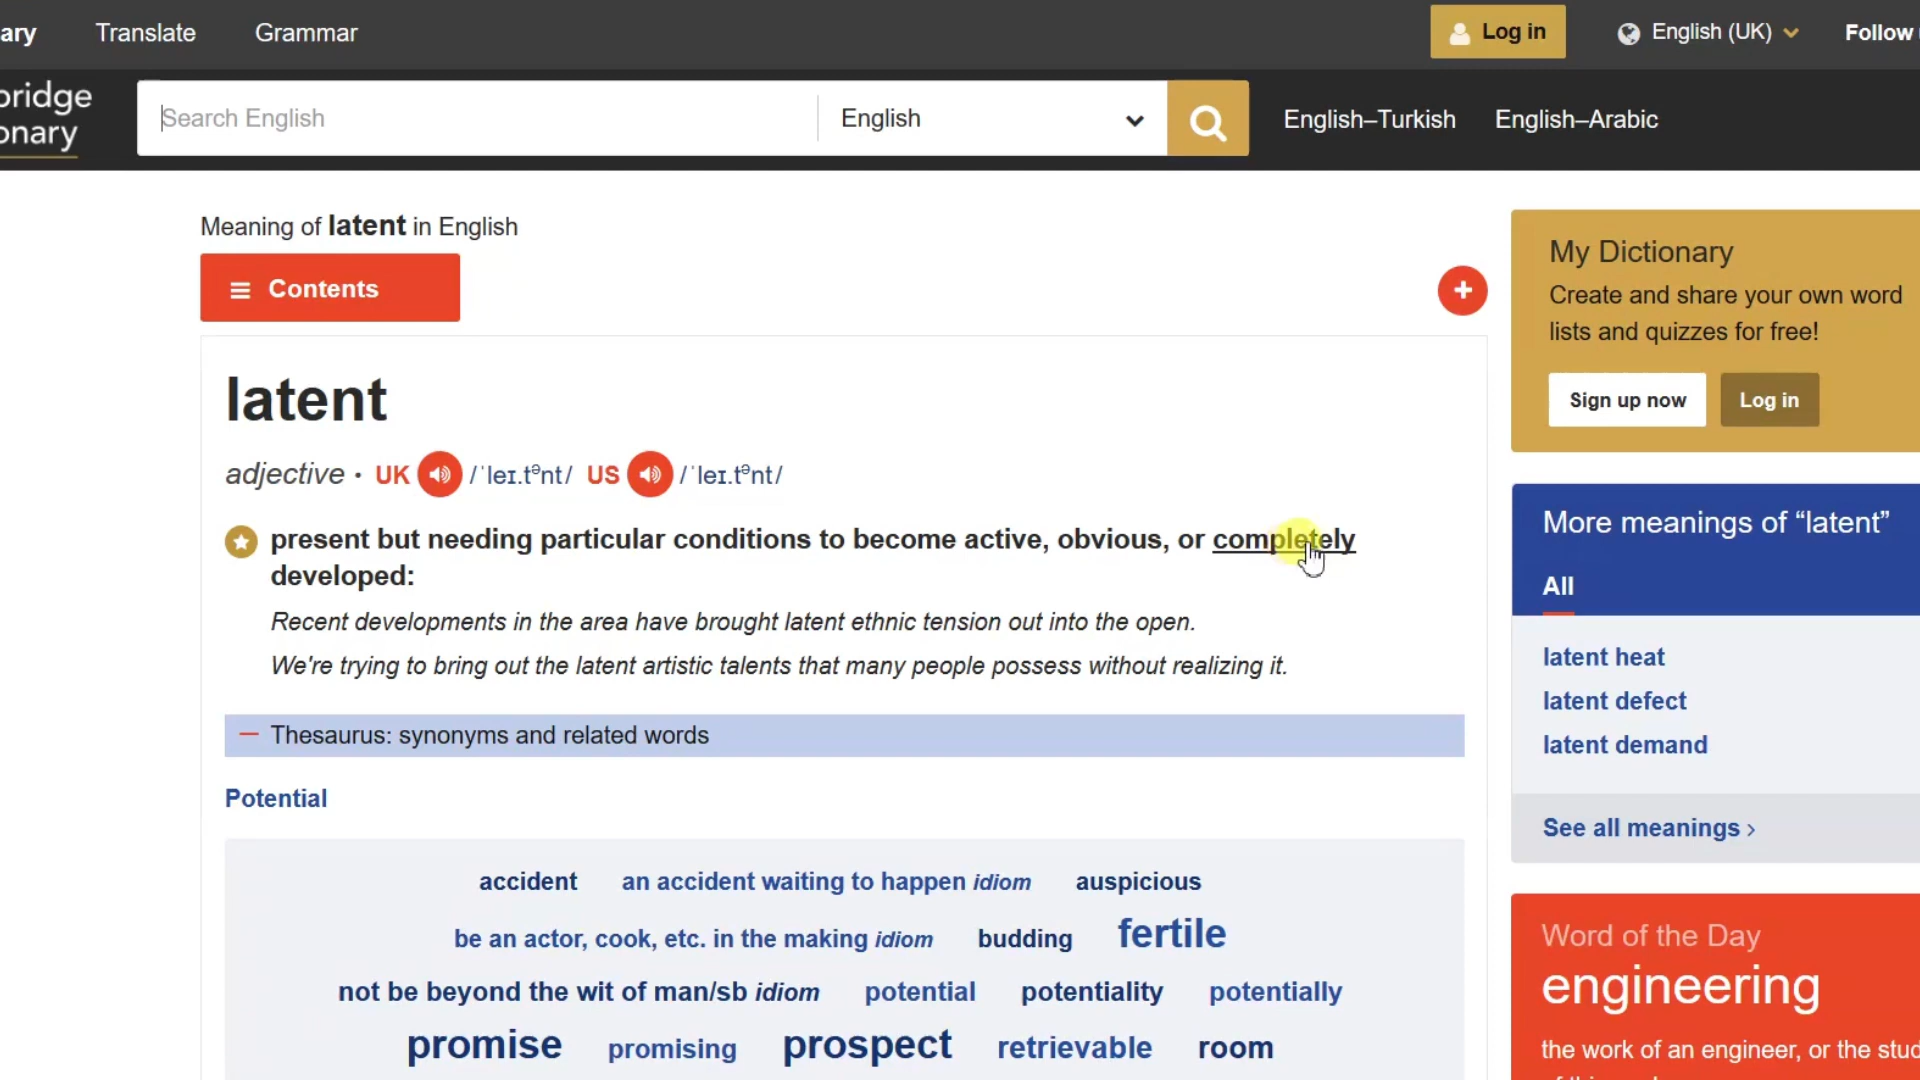 ary Translate Grammar Log in English (UK) Follow
bridge
onary
Search English English English–Turkish English–Arabic
Meaning of latent in English
Contents
+
latent
adjective · UK /ˈleɪ.tᵊnt/ US /ˈleɪ.tᵊnt/
present but needing particular conditions to become active, obvious, or completely
developed:
Recent developments in the area have brought latent ethnic tension out into the open.
We're trying to bring out the latent artistic talents that many people possess without realizing it.
— Thesaurus: synonyms and related words
Potential
accident an accident waiting to happen idiom auspicious
be an actor, cook, etc. in the making idiom budding fertile
not be beyond the wit of man/sb idiom potential potentiality potentially
promise promising prospect retrievable room
My Dictionary
Create and share your own word
lists and quizzes for free!
Sign up now Log in
More meanings of “latent”
All
latent heat
latent defect
latent demand
See all meanings ›
Word of the Day
engineering
the work of an engineer, or the stud